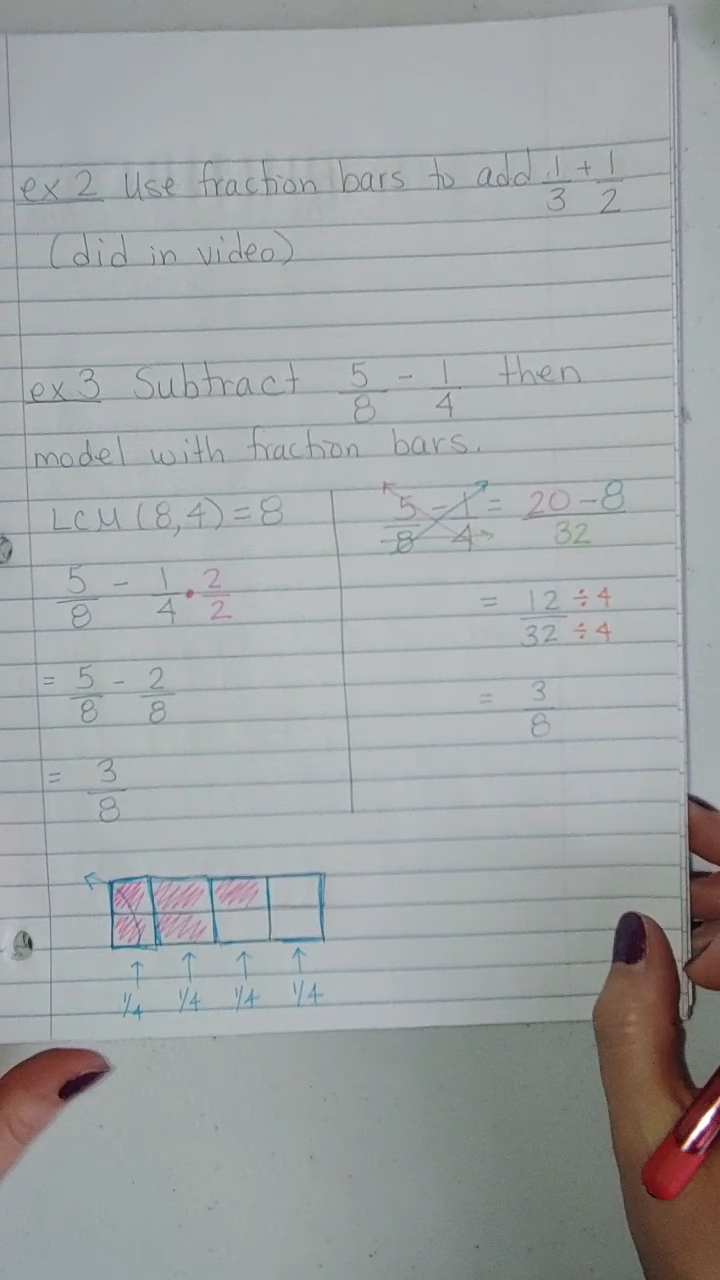 ex 2 Use fraction bars to add 1/3 + 1/2
(did in video)
ex 3 Subtract 5/8 - 1/4 then
model with fraction bars.
LCM (8,4) = 8
5/8 - 1/4 • 2/2
= 5/8 - 2/8
= 3/8
5/8 - 1/4 = 20 - 8/32
= 12 ÷4/32 ÷4
= 3/8
1/4 1/4 1/4 1/4